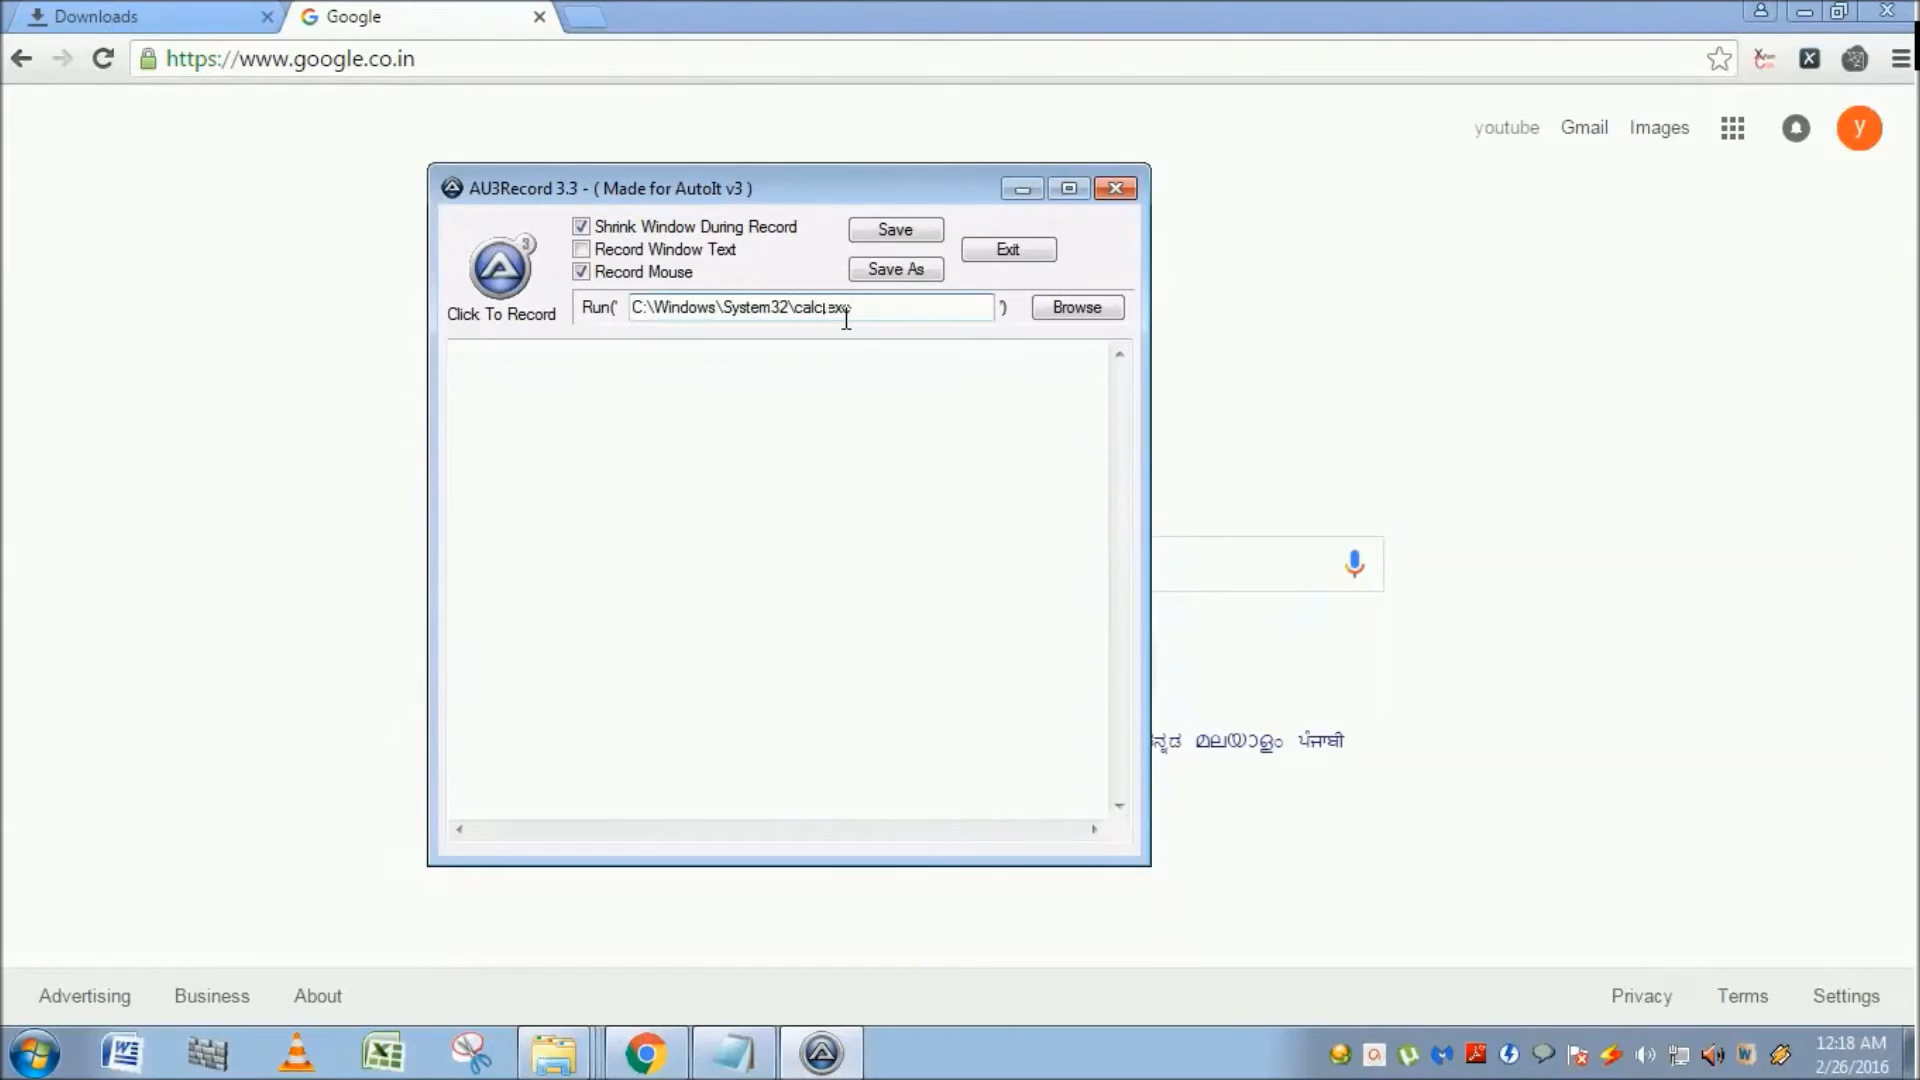 Downloads
Google
https://www.google.co.in
youtube Gmail Images
y
AU3Record 3.3 - ( Made for AutoIt v3 )
Shrink Window During Record
Record Window Text
Record Mouse
Save
Save As
Exit
3
Click To Record
Run('
C:\Windows\System32\calc.exe
')
Browse
മലയാളം ਪੰਜਾਬੀ
Advertising Business About
Privacy Terms Settings
12:18 AM
2/26/2016